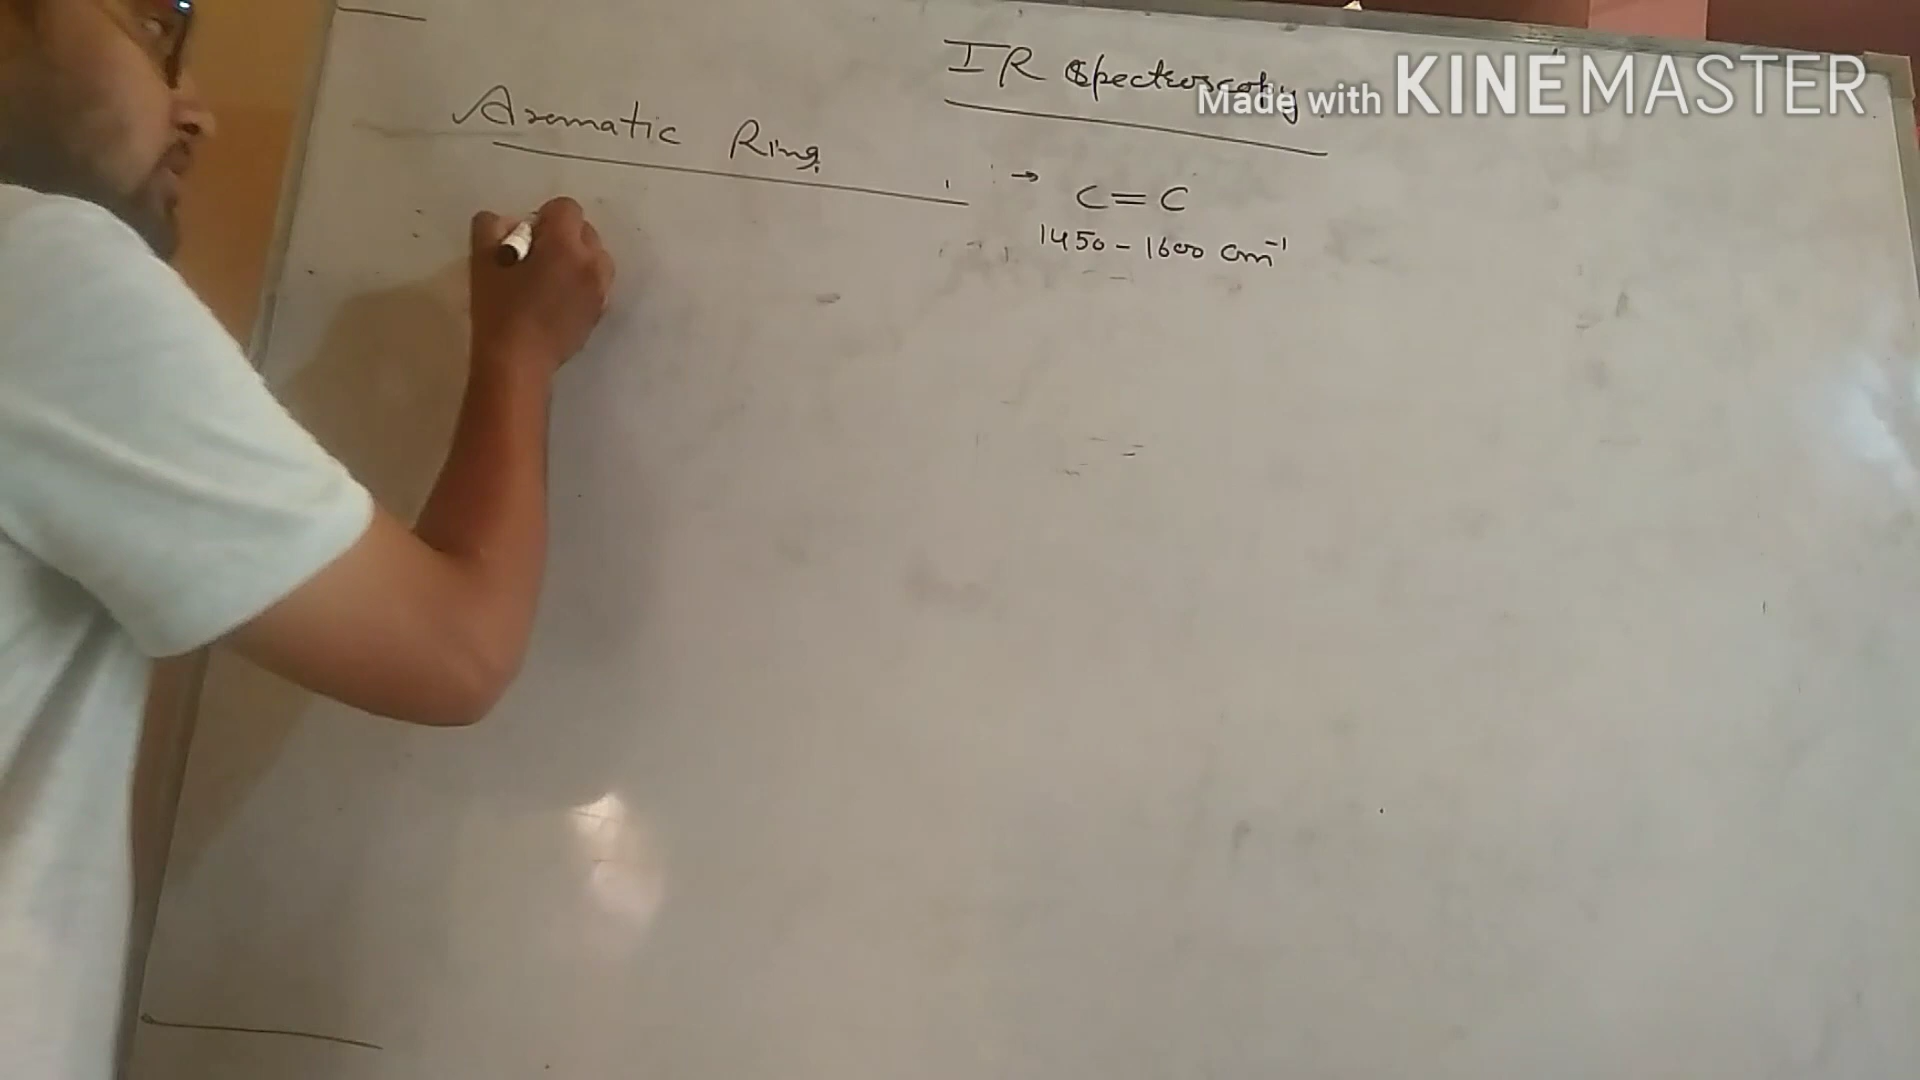 IR spectroscopy
Made with KINEMASTER
Aromatic Ring
→ C=C
1450 - 1600 cm⁻¹